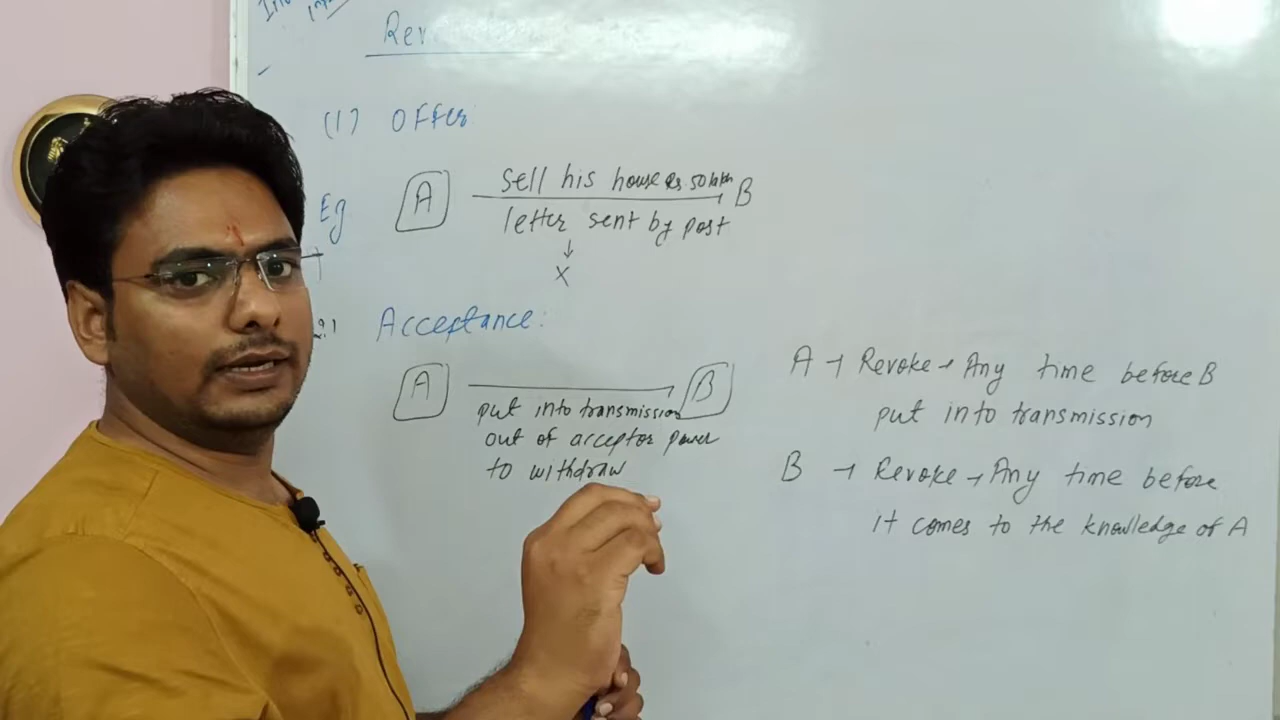 (1) Offer
Eg A sell his house Rs 50 lakh B
letter sent by post
x
2.) Acceptance:
A B
put into transmission
out of acceptor power
to withdraw
A → Revoke → Any time before B
put into transmission
B → Revoke → Any time before
it comes to the knowledge of A